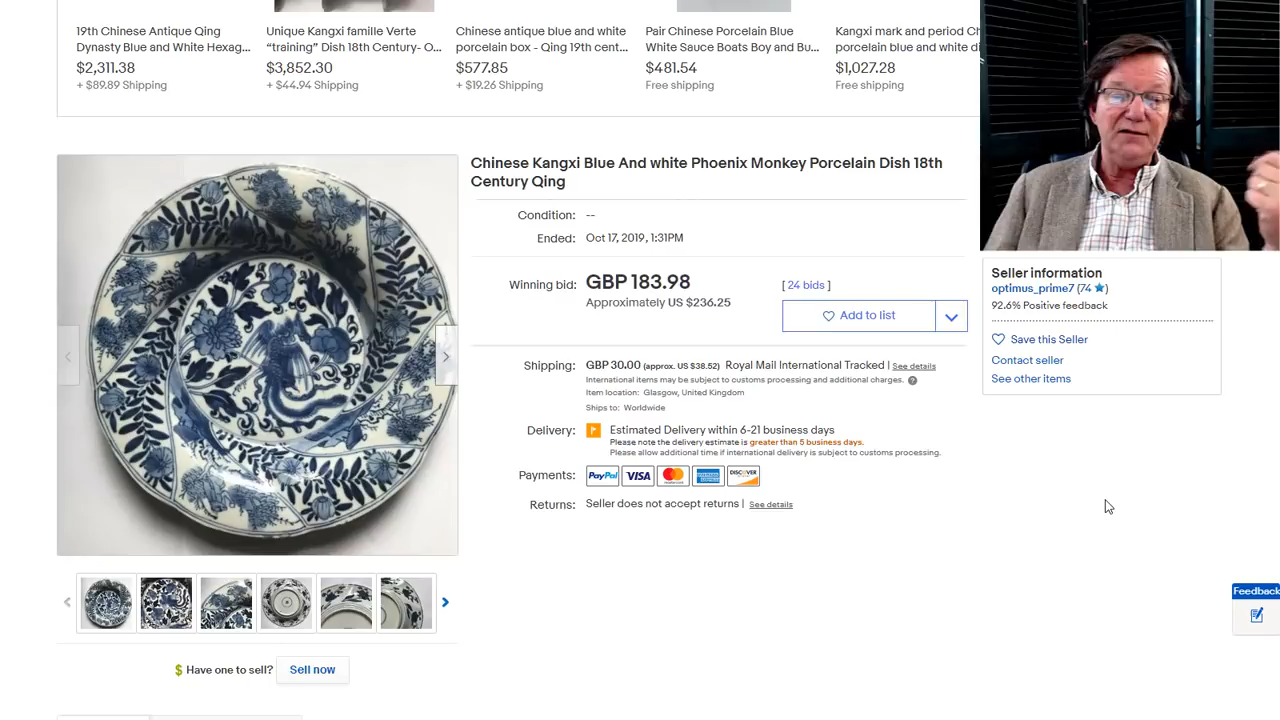 19th Chinese Antique Qing
Dynasty Blue and White Hexag...
$2,311.38
+ $89.89 Shipping
Unique Kangxi famille Verte
“training” Dish 18th Century- O...
$3,852.30
+ $44.94 Shipping
Chinese antique blue and white
porcelain box - Qing 19th cent...
$577.85
+ $19.26 Shipping
Pair Chinese Porcelain Blue
White Sauce Boats Boy and Bu...
$481.54
Free shipping
Kangxi mark and period C
porcelain blue and white di
$1,027.28
Free shipping
Chinese Kangxi Blue And white Phoenix Monkey Porcelain Dish 18th
Century Qing
Condition: --
Ended: Oct 17, 2019, 1:31PM
Winning bid: GBP 183.98 [ 24 bids ]
Approximately US $236.25
Add to list
Shipping: GBP 30.00 (approx. US $38.52) Royal Mail International Tracked | See details
International items may be subject to customs processing and additional charges. ?
Item location: Glasgow, United Kingdom
Ships to: Worldwide
Delivery: Estimated Delivery within 6-21 business days
Please note the delivery estimate is greater than 5 business days.
Please allow additional time if international delivery is subject to customs processing.
Payments: PayPal VISA MasterCard AMERICAN EXPRESS DISCOVER
Returns: Seller does not accept returns | See details
Seller information
optimus_prime7 (74 ★)
92.6% Positive feedback
Save this Seller
Contact seller
See other items
Feedback
$ Have one to sell? Sell now